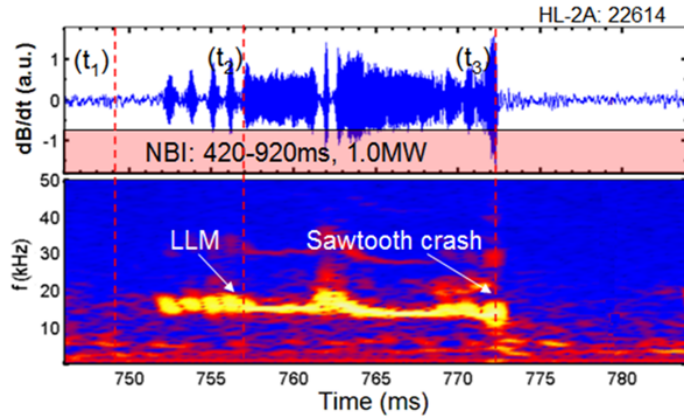 HL-2A: 22614
dB/dt (a.u.)
1
0
-1
(t₁)
(t₂)
(t₃)
NBI: 420-920ms, 1.0MW
f (kHz)
50
40
30
20
10
LLM
Sawtooth crash
750 755 760 765 770 775 780
Time (ms)